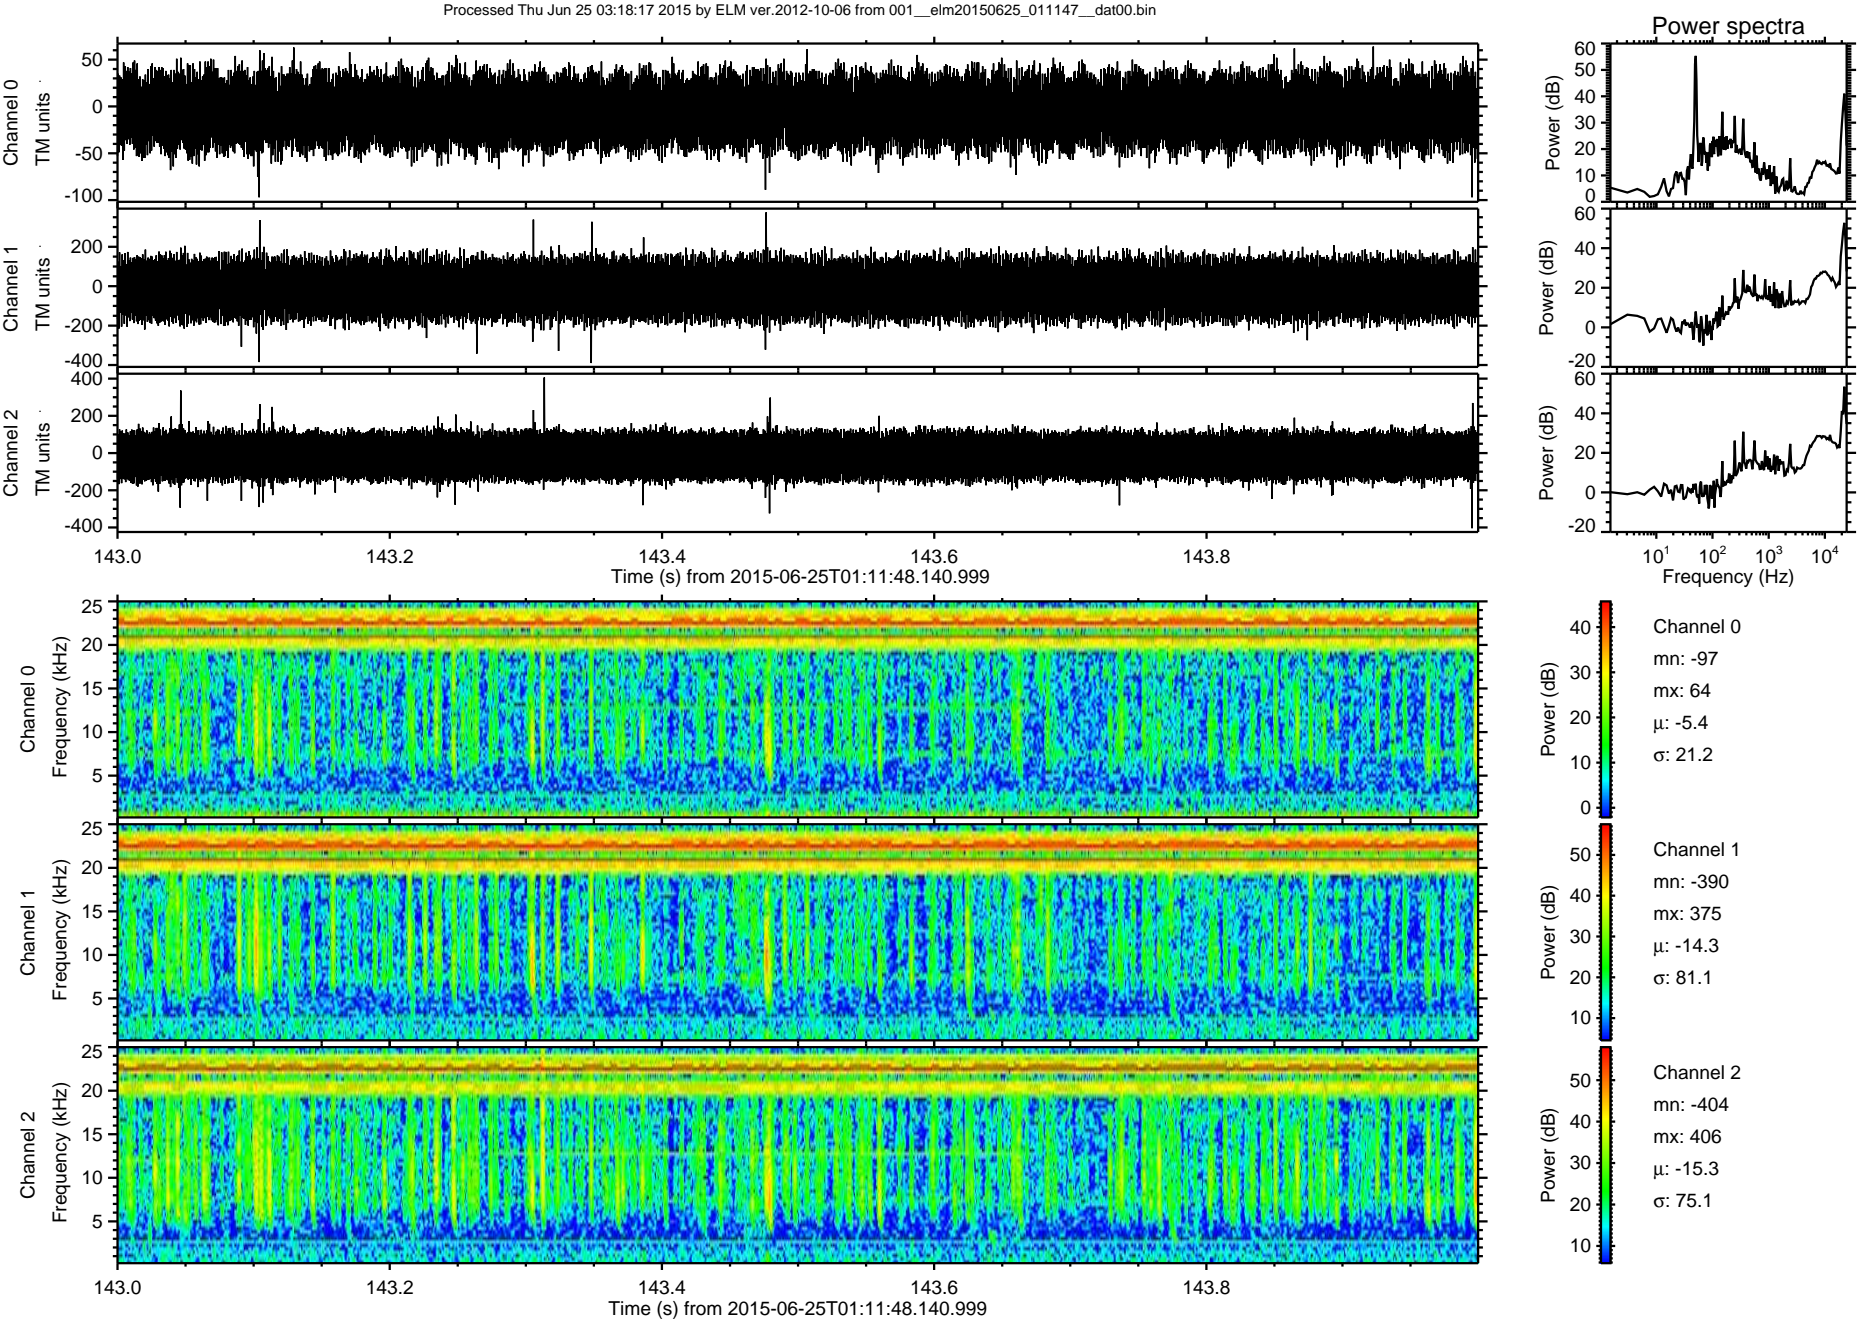 Processed Thu Jun 25 03:18:17 2015 by ELM ver.2012-10-06 from 001__elm20150625_011147__dat00.bin
Power spectra
Channel 0
TM units
50
0
-50
-100
Power (dB)
60
50
40
30
20
10
0
Channel 1
TM units
200
0
-200
-400
Power (dB)
60
40
20
0
-20
Channel 2
TM units
400
200
0
-200
-400
Power (dB)
60
40
20
0
-20
143.0 143.2 143.4 143.6 143.8
Time (s) from 2015-06-25T01:11:48.140.999
10¹ 10² 10³ 10⁴
Frequency (Hz)
Channel 0
Frequency (kHz)
25
20
15
10
5
Power (dB)
40
30
20
10
0
Channel 0
mn: -97
mx: 64
μ: -5.4
σ: 21.2
Channel 1
Frequency (kHz)
25
20
15
10
5
Power (dB)
50
40
30
20
10
Channel 1
mn: -390
mx: 375
μ: -14.3
σ: 81.1
Channel 2
Frequency (kHz)
25
20
15
10
5
Power (dB)
50
40
30
20
10
Channel 2
mn: -404
mx: 406
μ: -15.3
σ: 75.1
143.0 143.2 143.4 143.6 143.8
Time (s) from 2015-06-25T01:11:48.140.999